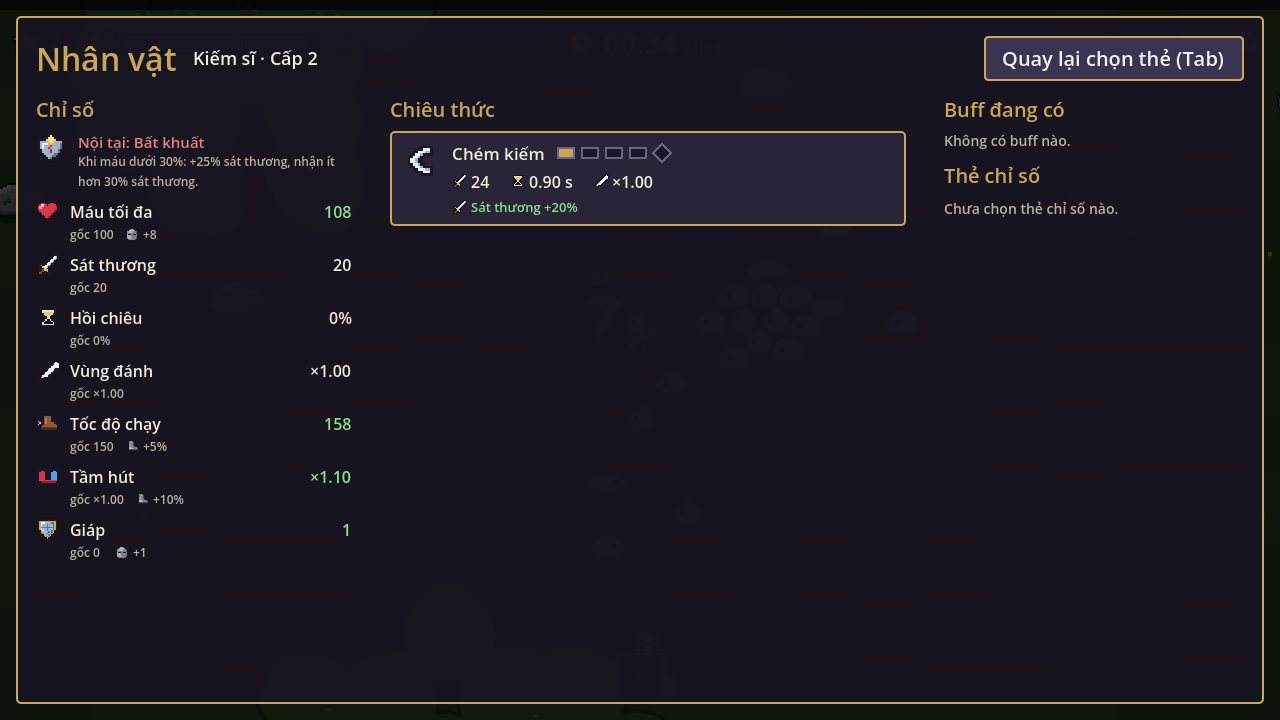 Nhân vật
Kiếm sĩ · Cấp 2
Quay lại chọn thẻ (Tab)
Chỉ số
Nội tại: Bất khuất
Khi máu dưới 30%: +25% sát thương, nhận ít
hơn 30% sát thương.
Máu tối đa 108
gốc 100 +8
Sát thương 20
gốc 20
Hồi chiêu 0%
gốc 0%
Vùng đánh ×1.00
gốc ×1.00
Tốc độ chạy 158
gốc 150 +5%
Tầm hút ×1.10
gốc ×1.00 +10%
Giáp 1
gốc 0 +1
Chiêu thức
Chém kiếm
24 0.90 s ×1.00
Sát thương +20%
Buff đang có
Không có buff nào.
Thẻ chỉ số
Chưa chọn thẻ chỉ số nào.